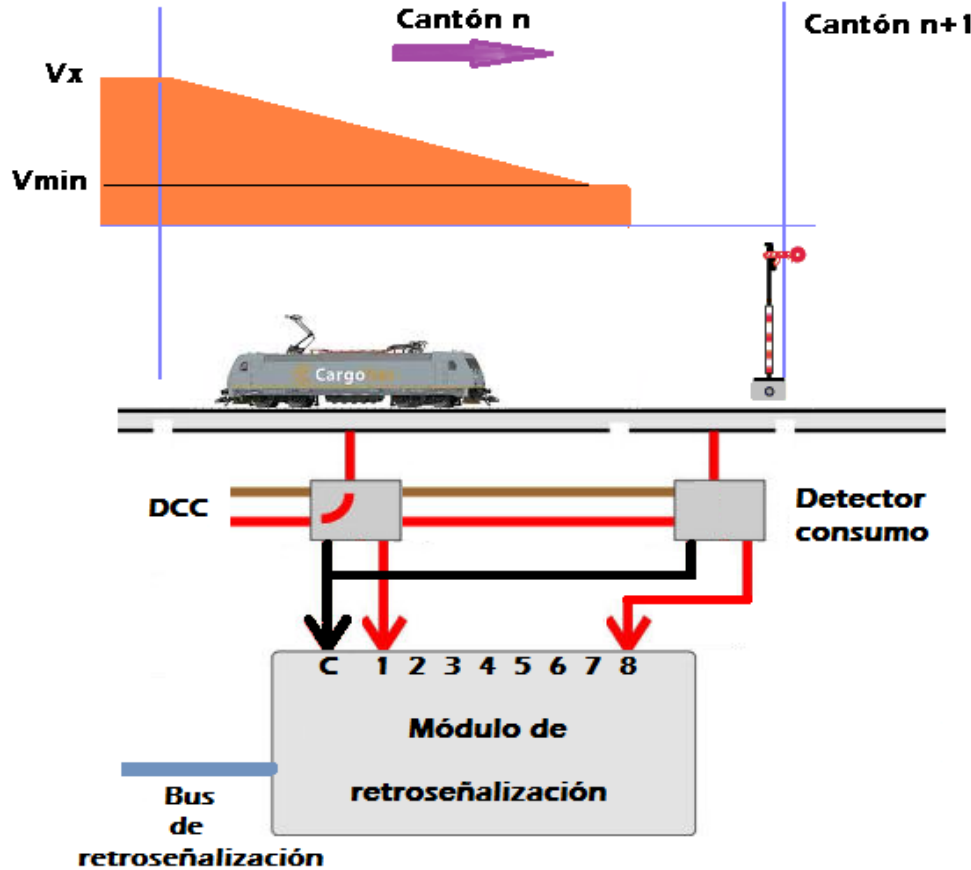 Cantón n
Cantón n+1
Vx
Vmin
Cargo
DCC
Detector
consumo
C 1 2 3 4 5 6 7 8
Módulo de
retroseñalización
Bus
de
retroseñalización